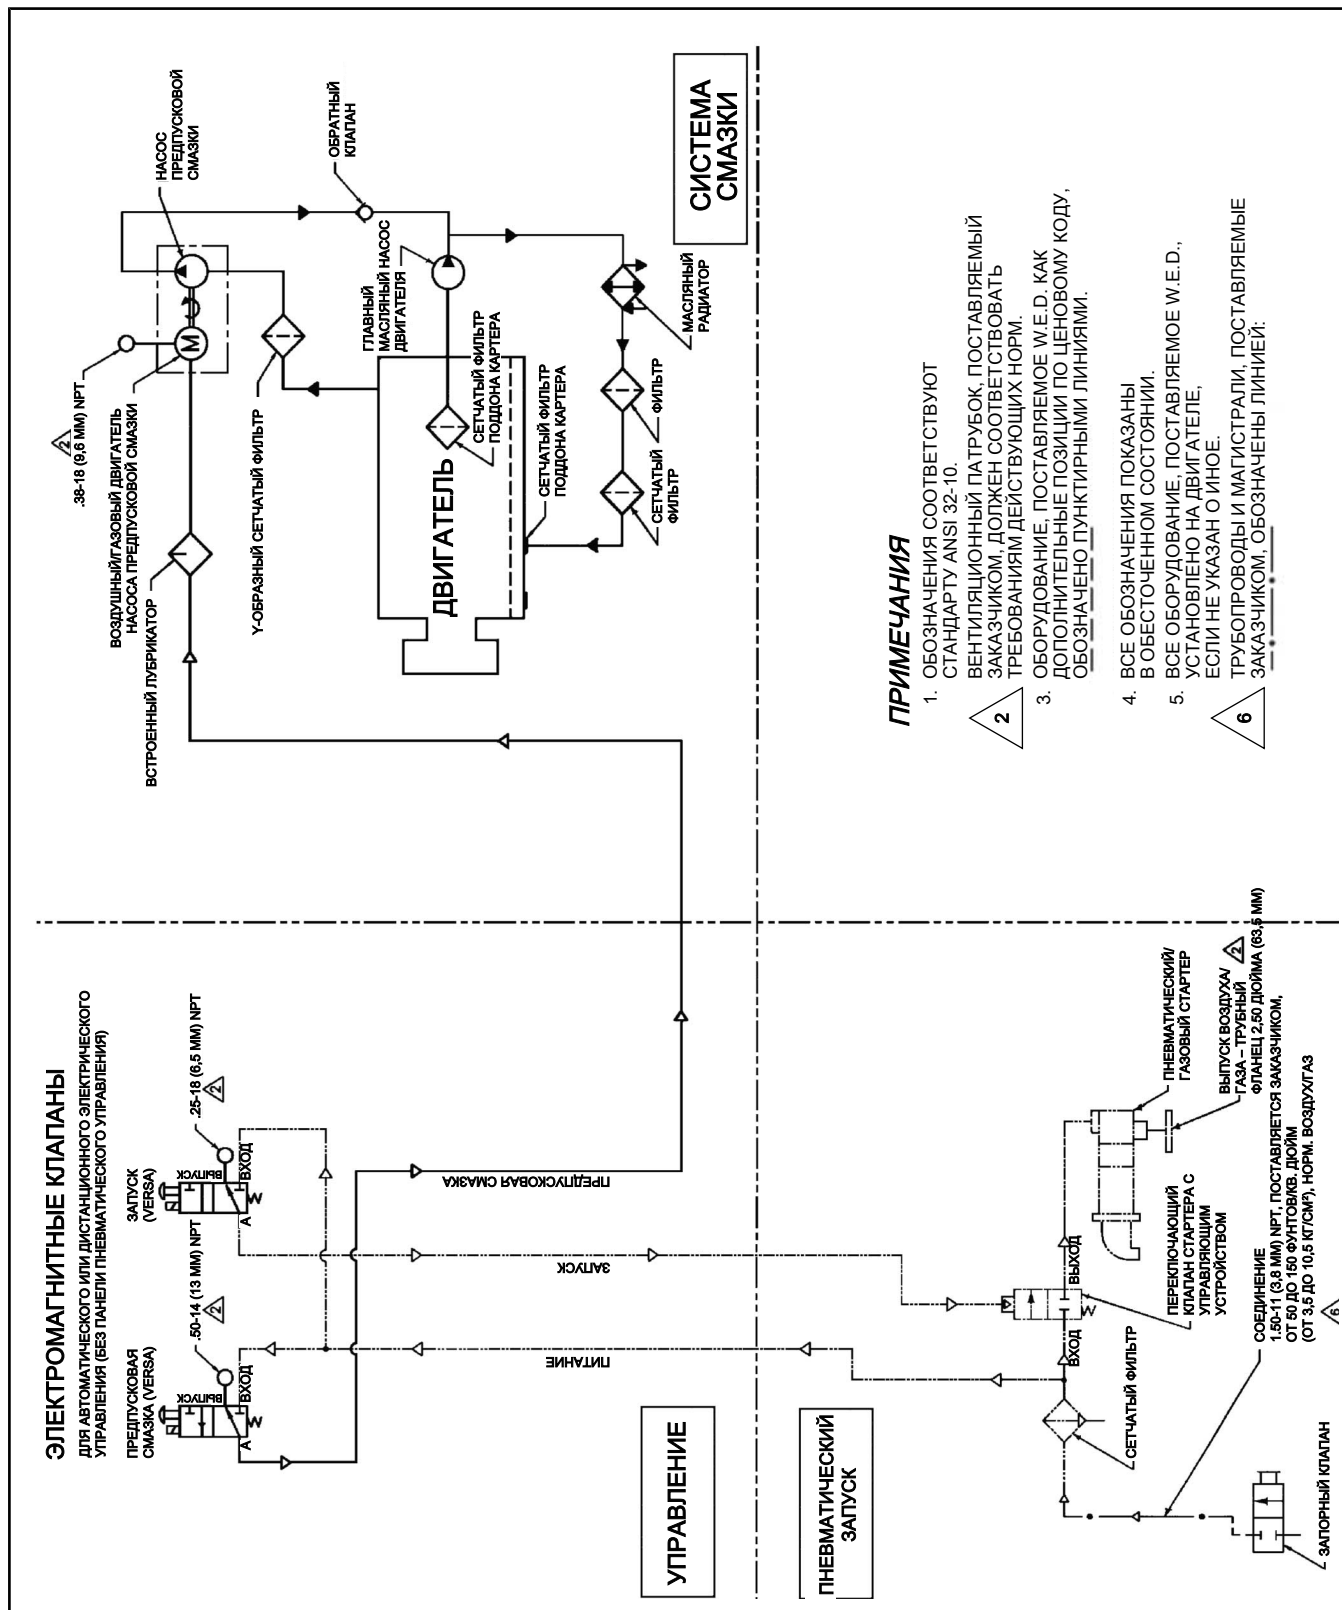 ЭЛЕКТРОМАГНИТНЫЕ КЛАПАНЫ
ДЛЯ АВТОМАТИЧЕСКОГО ИЛИ ДИСТАНЦИОННОГО ЭЛЕКТРИЧЕСКОГО
УПРАВЛЕНИЯ (БЕЗ ПАНЕЛИ ПНЕВМАТИЧЕСКОГО УПРАВЛЕНИЯ)
ПРЕДПУСКОВАЯ
СМАЗКА (VERSA)
.50-14 (13 ММ) NPT
2
ВЫПУСК
ВХОД
A
ЗАПУСК
(VERSA)
.25-18 (6,5 ММ) NPT
2
ВЫПУСК
ВХОД
A
ПИТАНИЕ
ЗАПУСК
ПРЕДПУСКОВАЯ СМАЗКА
УПРАВЛЕНИЕ
.38-18 (9,6 ММ) NPT
2
ВОЗДУШНЫЙ/ГАЗОВЫЙ ДВИГАТЕЛЬ
НАСОСА ПРЕДПУСКОВОЙ СМАЗКИ
ВСТРОЕННЫЙ ЛУБРИКАТОР
НАСОС
ПРЕДПУСКОВОЙ
СМАЗКИ
M
Y-ОБРАЗНЫЙ СЕТЧАТЫЙ ФИЛЬТР
ОБРАТНЫЙ
КЛАПАН
ГЛАВНЫЙ
МАСЛЯНЫЙ НАСОС
ДВИГАТЕЛЯ
ДВИГАТЕЛЬ
СЕТЧАТЫЙ ФИЛЬТР
ПОДДОНА КАРТЕРА
СЕТЧАТЫЙ ФИЛЬТР
ПОДДОНА КАРТЕРА
СЕТЧАТЫЙ
ФИЛЬТР
ФИЛЬТР
МАСЛЯНЫЙ
РАДИАТОР
СИСТЕМА
СМАЗКИ
ПНЕВМАТИЧЕСКИЙ
ЗАПУСК
ЗАПОРНЫЙ КЛАПАН
СЕТЧАТЫЙ ФИЛЬТР
ВХОД
ВЫХОД
ПЕРЕКЛЮЧАЮЩИЙ
КЛАПАН СТАРТЕРА С
УПРАВЛЯЮЩИМ
УСТРОЙСТВОМ
ПНЕВМАТИЧЕСКИЙ/
ГАЗОВЫЙ СТАРТЕР
ВЫПУСК ВОЗДУХА/
ГАЗА – ТРУБНЫЙ
ФЛАНЕЦ 2,50 ДЮЙМА (63,5 ММ)
2
СОЕДИНЕНИЕ
1.50-11 (3,8 ММ) NPT, ПОСТАВЛЯЕТСЯ ЗАКАЗЧИКОМ,
ОТ 50 ДО 150 ФУНТОВ/КВ. ДЮЙМ
(ОТ 3,5 ДО 10,5 КГ/СМ²), НОРМ. ВОЗДУХ/ГАЗ
6
ПРИМЕЧАНИЯ
1. ОБОЗНАЧЕНИЯ СООТВЕТСТВУЮТ
СТАНДАРТУ ANSI 32-10.
2 ВЕНТИЛЯЦИОННЫЙ ПАТРУБОК, ПОСТАВЛЯЕМЫЙ
ЗАКАЗЧИКОМ, ДОЛЖЕН СООТВЕТСТВОВАТЬ
ТРЕБОВАНИЯМ ДЕЙСТВУЮЩИХ НОРМ.
3. ОБОРУДОВАНИЕ, ПОСТАВЛЯЕМОЕ W.E.D. КАК
ДОПОЛНИТЕЛЬНЫЕ ПОЗИЦИИ ПО ЦЕНОВОМУ КОДУ,
ОБОЗНАЧЕНО ПУНКТИРНЫМИ ЛИНИЯМИ.
4. ВСЕ ОБОЗНАЧЕНИЯ ПОКАЗАНЫ
В ОБЕСТОЧЕННОМ СОСТОЯНИИ.
5. ВСЕ ОБОРУДОВАНИЕ, ПОСТАВЛЯЕМОЕ W.E.D.,
УСТАНОВЛЕНО НА ДВИГАТЕЛЕ,
ЕСЛИ НЕ УКАЗАН О ИНОЕ.
6 ТРУБОПРОВОДЫ И МАГИСТРАЛИ, ПОСТАВЛЯЕМЫЕ
ЗАКАЗЧИКОМ, ОБОЗНАЧЕНЫ ЛИНИЕЙ: